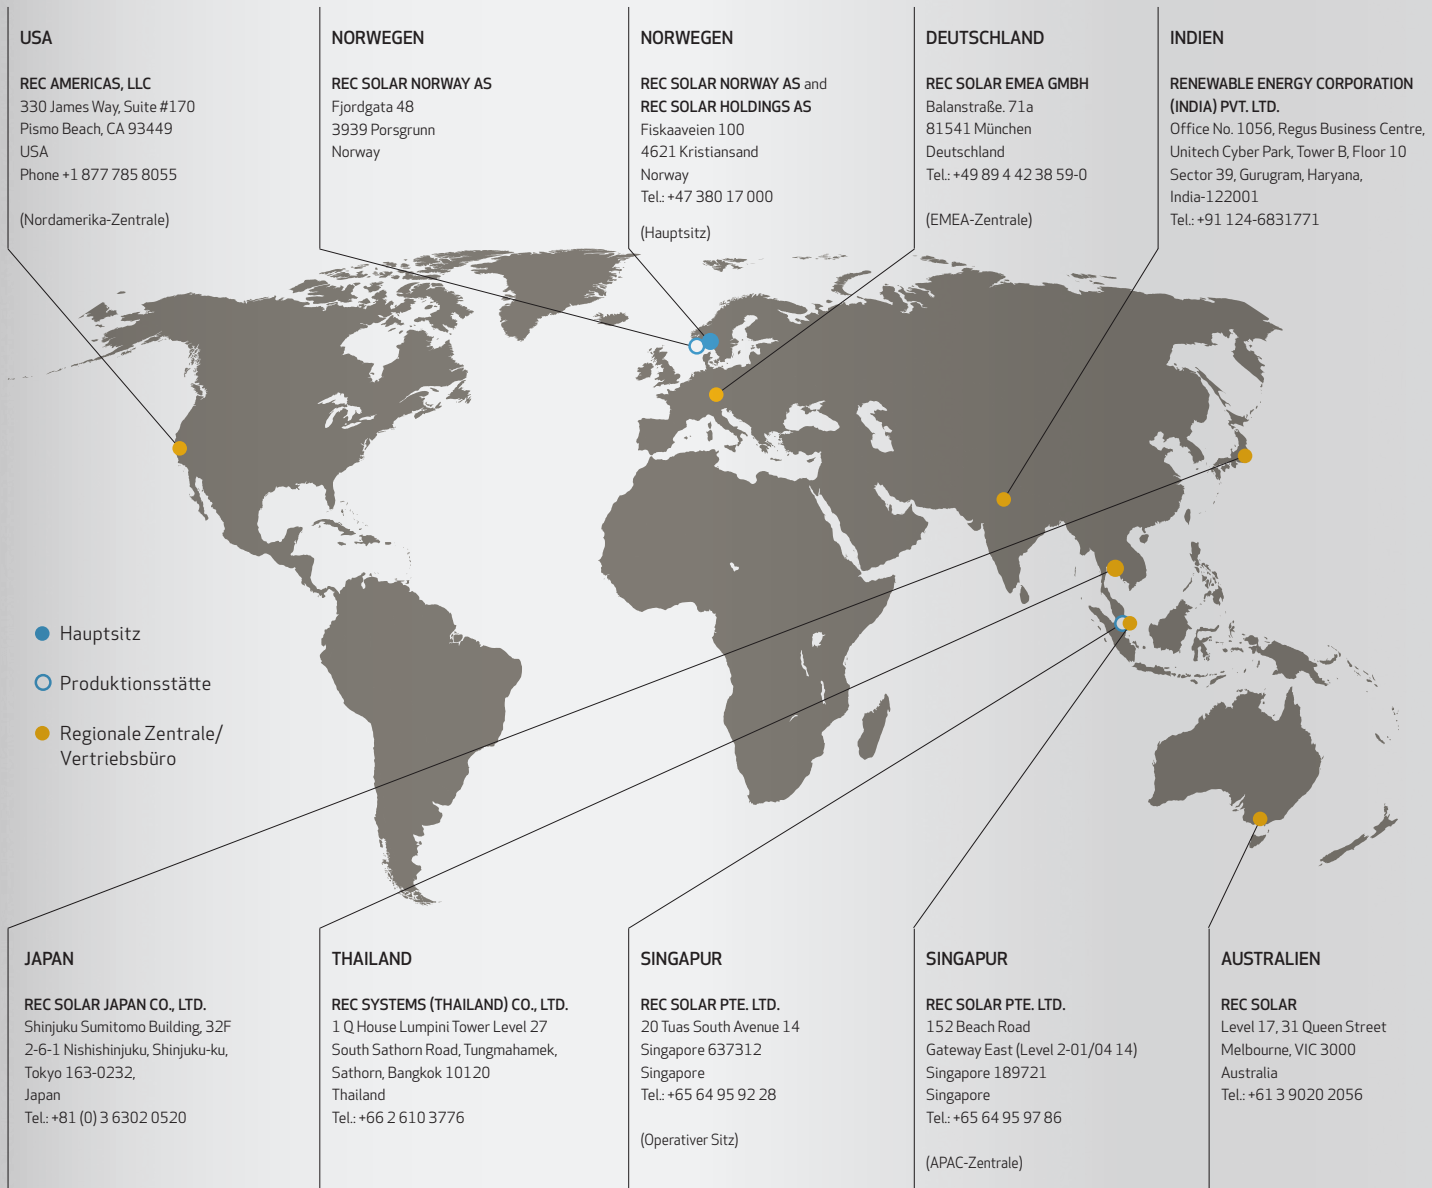 USA
REC AMERICAS, LLC
330 James Way, Suite #170
Pismo Beach, CA 93449
USA
Phone +1 877 785 8055
(Nordamerika-Zentrale)
NORWEGEN
REC SOLAR NORWAY AS
Fjordgata 48
3939 Porsgrunn
Norway
NORWEGEN
REC SOLAR NORWAY AS and
REC SOLAR HOLDINGS AS
Fiskaaveien 100
4621 Kristiansand
Norway
Tel.: +47 380 17 000
(Hauptsitz)
DEUTSCHLAND
REC SOLAR EMEA GMBH
Balanstraße. 71a
81541 München
Deutschland
Tel.: +49 89 4 42 38 59-0
(EMEA-Zentrale)
INDIEN
RENEWABLE ENERGY CORPORATION
(INDIA) PVT. LTD.
Office No. 1056, Regus Business Centre,
Unitech Cyber Park, Tower B, Floor 10
Sector 39, Gurugram, Haryana,
India-122001
Tel.: +91 124-6831771
Hauptsitz
Produktionsstätte
Regionale Zentrale/
Vertriebsbüro
JAPAN
REC SOLAR JAPAN CO., LTD.
Shinjuku Sumitomo Building, 32F
2-6-1 Nishishinjuku, Shinjuku-ku,
Tokyo 163-0232,
Japan
Tel.: +81 (0) 3 6302 0520
THAILAND
REC SYSTEMS (THAILAND) CO., LTD.
1 Q House Lumpini Tower Level 27
South Sathorn Road, Tungmahamek,
Sathorn, Bangkok 10120
Thailand
Tel.: +66 2 610 3776
SINGAPUR
REC SOLAR PTE. LTD.
20 Tuas South Avenue 14
Singapore 637312
Singapore
Tel.: +65 64 95 92 28
(Operativer Sitz)
SINGAPUR
REC SOLAR PTE. LTD.
152 Beach Road
Gateway East (Level 2-01/04 14)
Singapore 189721
Singapore
Tel.: +65 64 95 97 86
(APAC-Zentrale)
AUSTRALIEN
REC SOLAR
Level 17, 31 Queen Street
Melbourne, VIC 3000
Australia
Tel.: +61 3 9020 2056